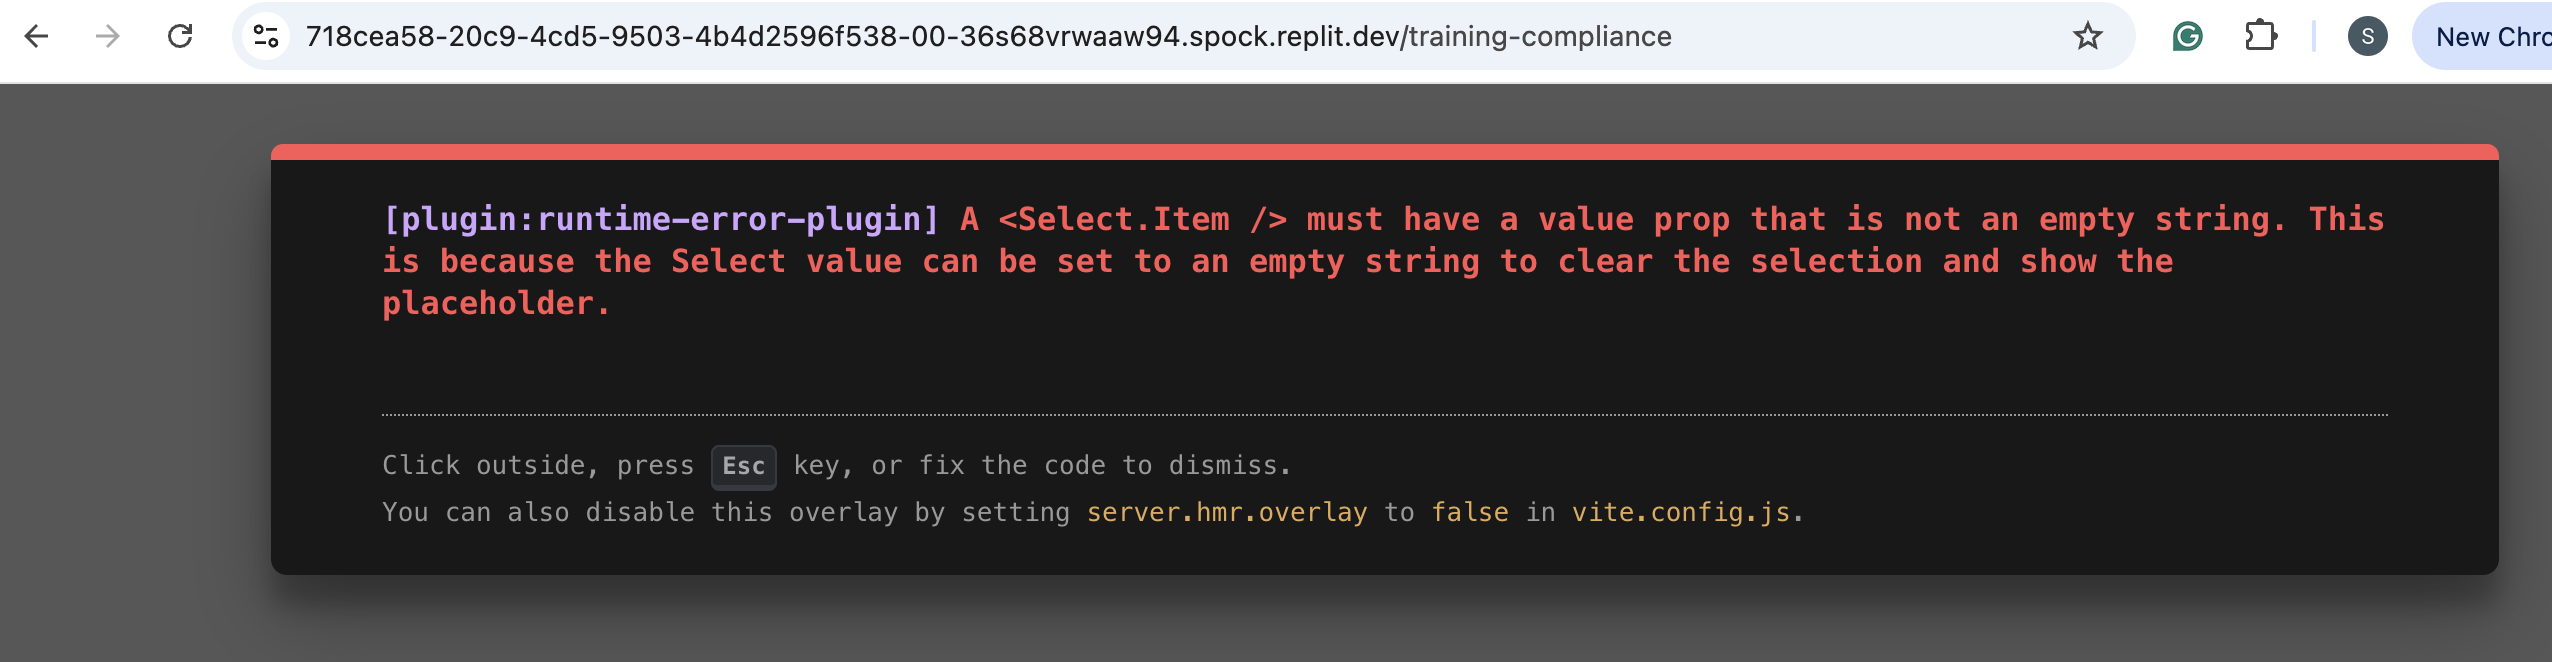 718cea58-20c9-4cd5-9503-4b4d2596f538-00-36s68vrwaaw94.spock.replit.dev/training-compliance
S
New Chro
[plugin:runtime-error-plugin] A <Select.Item /> must have a value prop that is not an empty string. This
is because the Select value can be set to an empty string to clear the selection and show the
placeholder.
Click outside, press Esc key, or fix the code to dismiss.
You can also disable this overlay by setting server.hmr.overlay to false in vite.config.js.